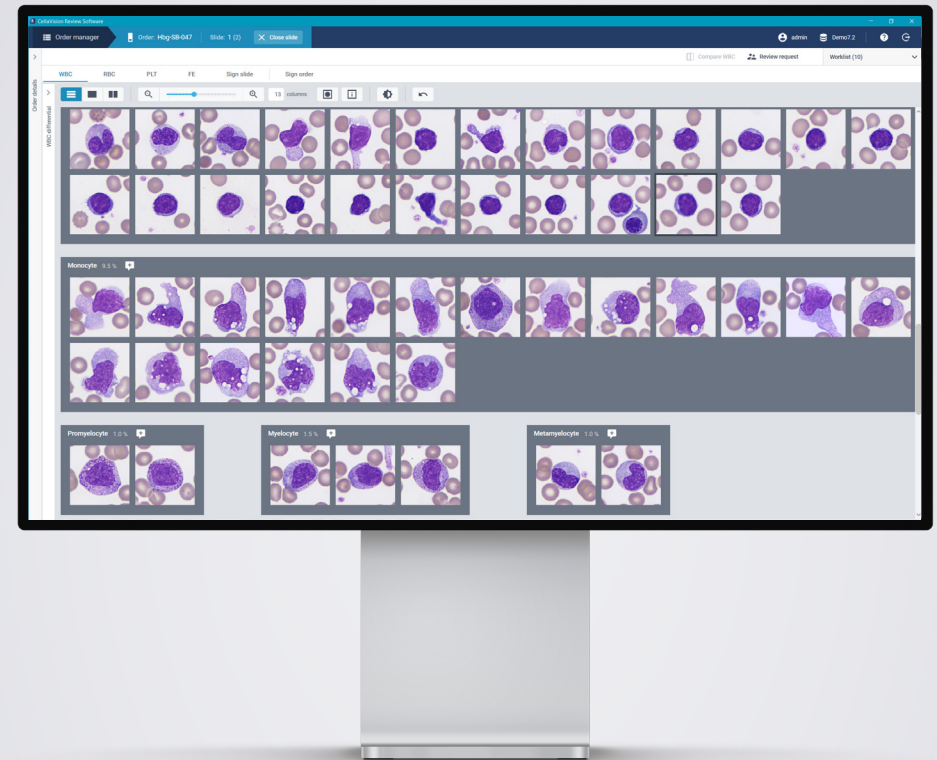 CellaVision Review Software
Order manager
Order: Hbg-SB-047
Slide: 1 (2)
Close slide
admin
Demo7.2
Compare WBC
Review request
Worklist (10)
WBC
RBC
PLT
FE
Sign slide
Sign order
Order details
13 columns
WBC differential
Monocyte 9.5 %
Promyelocyte 1.0 %
Myelocyte 1.5 %
Metamyelocyte 1.0 %